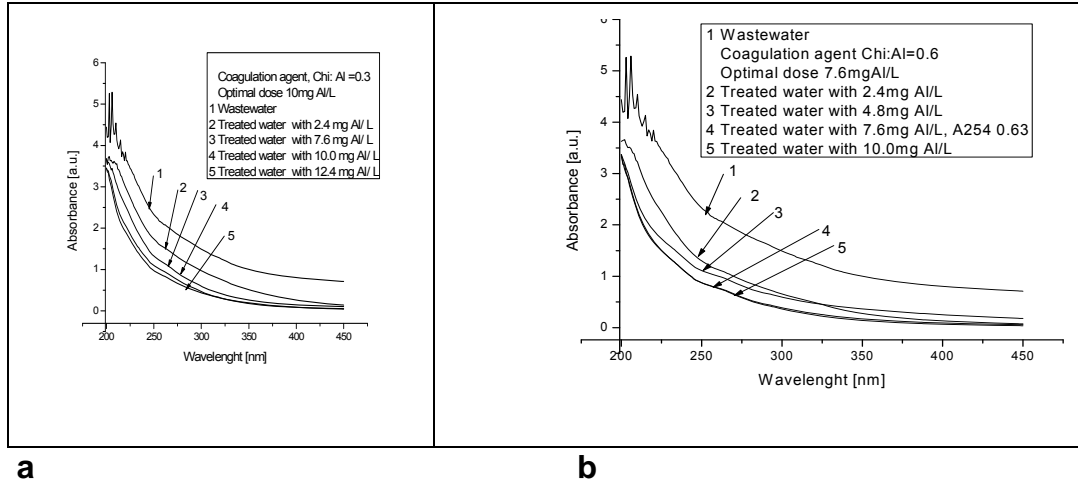 6
5
4
3
2
1
0
200
250
300
350
400
450
Absorbance [a.u.]
Wavelenght [nm]
Coagulation agent, Chi: Al =0.3
Optimal dose 10mg Al/L
1 Wastewater
2 Treated water with 2.4 mg Al/ L
3 Treated water with 7.6 mg Al/ L
4 Treated water with 10.0 mg Al/ L
5 Treated water with 12.4 mg Al/ L
1
2
3
4
5
a
6
5
4
3
2
1
0
200
250
300
350
400
450
Absorbance [a.u.]
Wavelenght [nm]
1 Wastewater
Coagulation agent Chi:Al=0.6
Optimal dose 7.6mgAl/L
2 Treated water with 2.4mg Al/L
3 Treated water with 4.8mg Al/L
4 Treated water with 7.6mg Al/L, A254 0.63
5 Treated water with 10.0mg Al/L
1
2
3
4
5
b